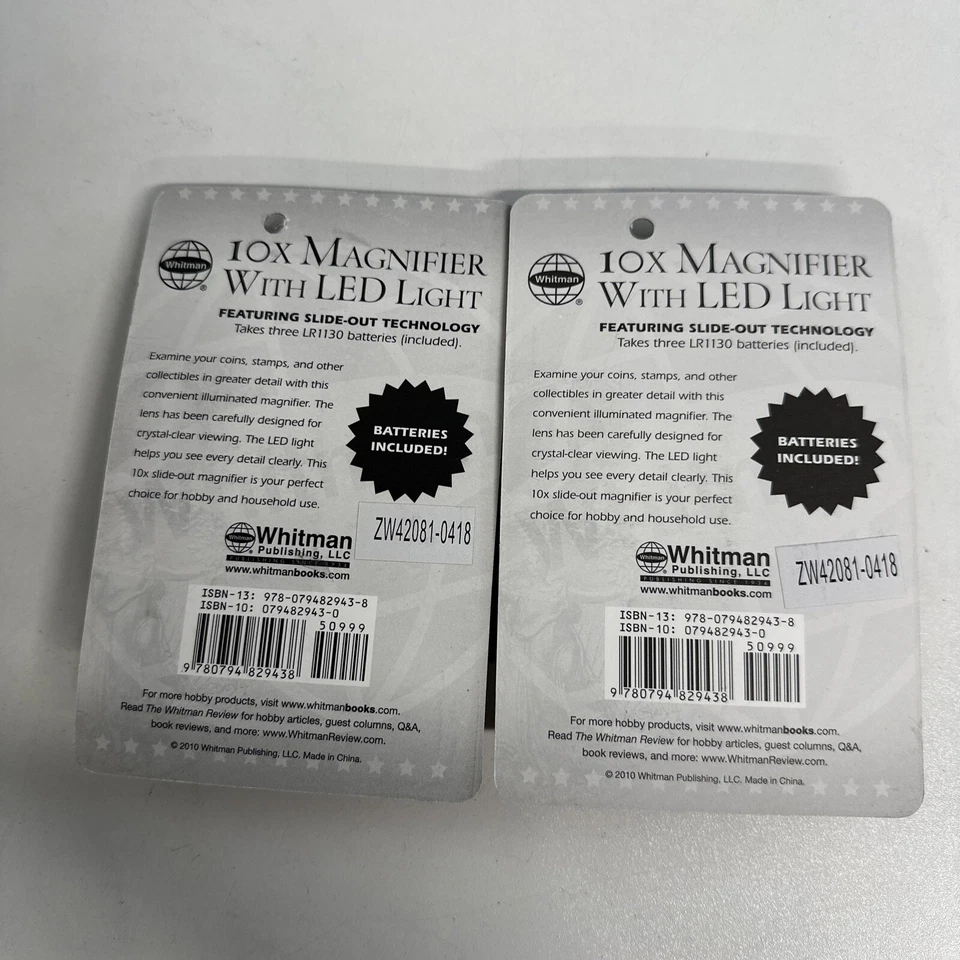 Whitman
®
10X MAGNIFIER
WITH LED LIGHT
FEATURING SLIDE-OUT TECHNOLOGY
Takes three LR1130 batteries (included).
Examine your coins, stamps, and other
collectibles in greater detail with this
convenient illuminated magnifier. The
lens has been carefully designed for
crystal-clear viewing. The LED light
helps you see every detail clearly. This
10x slide-out magnifier is your perfect
choice for hobby and household use.
BATTERIES
INCLUDED!
ZW42081-0418
Whitman
Publishing, LLC
PUBLISHING SINCE 1934
www.whitmanbooks.com
ISBN-13: 978-079482943-8
ISBN-10: 079482943-0
50999
9 780794 829438
For more hobby products, visit www.whitmanbooks.com.
Read The Whitman Review for hobby articles, guest columns, Q&A,
book reviews, and more: www.WhitmanReview.com.
© 2010 Whitman Publishing, LLC. Made in China.
Whitman
®
10X MAGNIFIER
WITH LED LIGHT
FEATURING SLIDE-OUT TECHNOLOGY
Takes three LR1130 batteries (included).
Examine your coins, stamps, and other
collectibles in greater detail with this
convenient illuminated magnifier. The
lens has been carefully designed for
crystal-clear viewing. The LED light
helps you see every detail clearly. This
10x slide-out magnifier is your perfect
choice for hobby and household use.
BATTERIES
INCLUDED!
ZW42081-0418
Whitman
Publishing, LLC
PUBLISHING SINCE 1934
www.whitmanbooks.com
ISBN-13: 978-079482943-8
ISBN-10: 079482943-0
50999
9 780794 829438
For more hobby products, visit www.whitmanbooks.com.
Read The Whitman Review for hobby articles, guest columns, Q&A,
book reviews, and more: www.WhitmanReview.com.
© 2010 Whitman Publishing, LLC. Made in China.